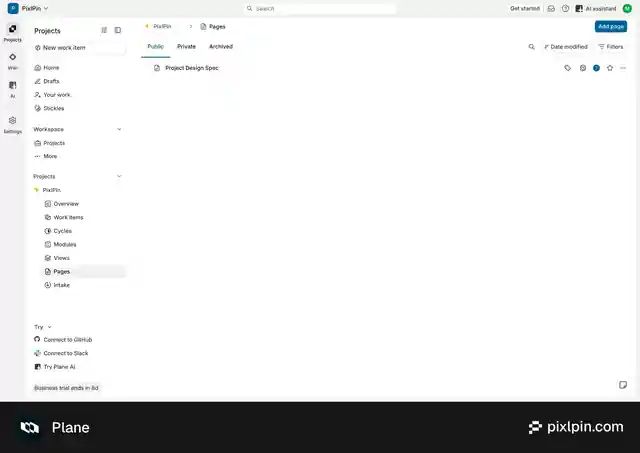 PixlPin
Search
Get started
AI assistant
M
Projects
Wiki
AI
Settings
Projects
New work item
Home
Drafts
Your work
Stickies
Workspace
Projects
More
Projects
PixlPin
Overview
Work items
Cycles
Modules
Views
Pages
Intake
Try
Connect to GitHub
Connect to Slack
Try Plane AI
Business trial ends in 8d
PixlPin
Pages
Add page
Public Private Archived
Date modified
Filters
Project Design Spec
Plane
pixlpin.com